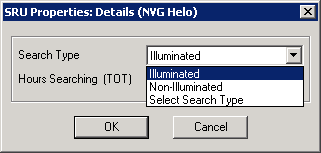 SRU Properties: Details (NVG Helo)
Search Type
Illuminated
Hours Searching (TOT)
Illuminated
Non-Illuminated
Select Search Type
OK
Cancel